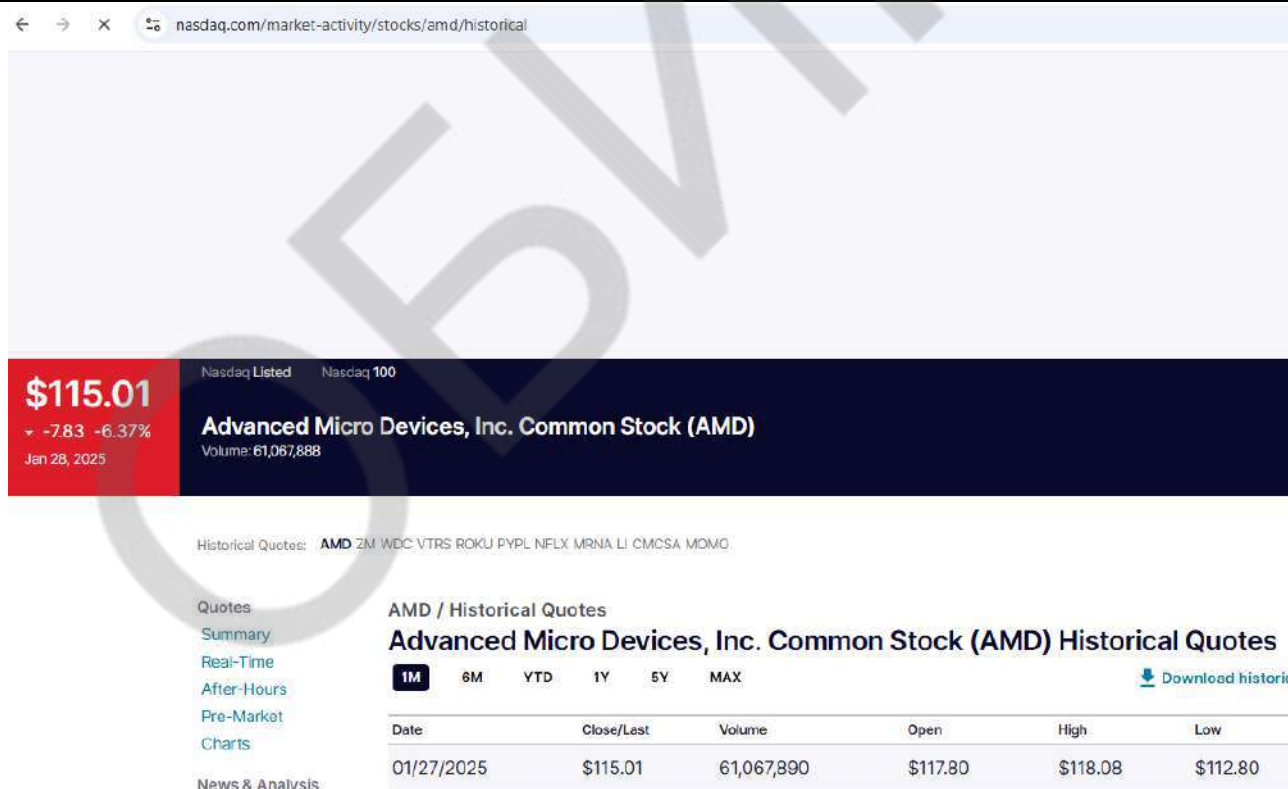 nasdaq.com/market-activity/stocks/amd/historical
$115.01
-7.83 -6.37%
Jan 28, 2025
Nasdaq Listed Nasdaq 100
Advanced Micro Devices, Inc. Common Stock (AMD)
Volume: 61,067,888
Historical Quotes: AMD ZM WDC VTRS ROKU PYPL NFLX MRNA LI CMCSA MOMO
Quotes
Summary
Real-Time
After-Hours
Pre-Market
Charts
News & Analysis
AMD / Historical Quotes
Advanced Micro Devices, Inc. Common Stock (AMD) Historical Quotes
1M 6M YTD 1Y 5Y MAX
Download histori
Date Close/Last Volume Open High Low
01/27/2025 $115.01 61,067,890 $117.80 $118.08 $112.80